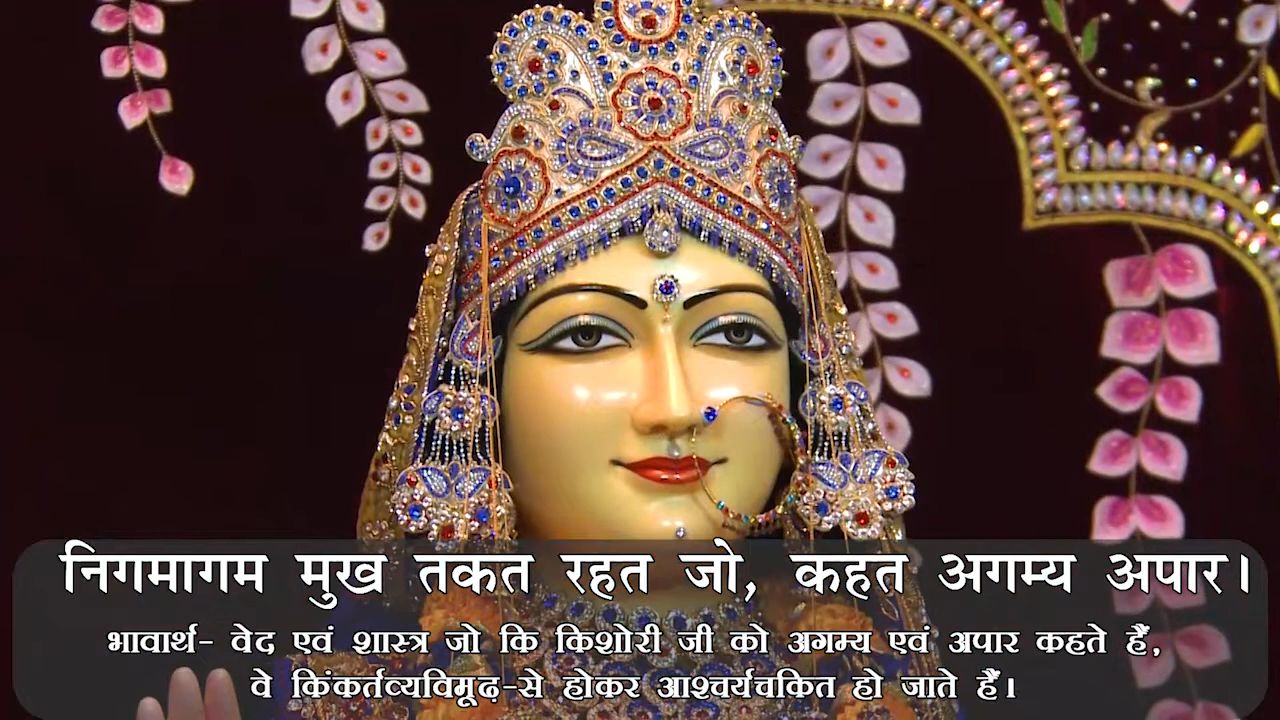 निगमागम मुख तकत रहत जो, कहत अगम्य अपार।
भावार्थ- वेद एवं शास्त्र जो कि किशोरी जी को अगम्य एवं अपार कहते हैं,
वे किंकर्तव्यविमूढ़-से होकर आश्चर्यचकित हो जाते हैं।